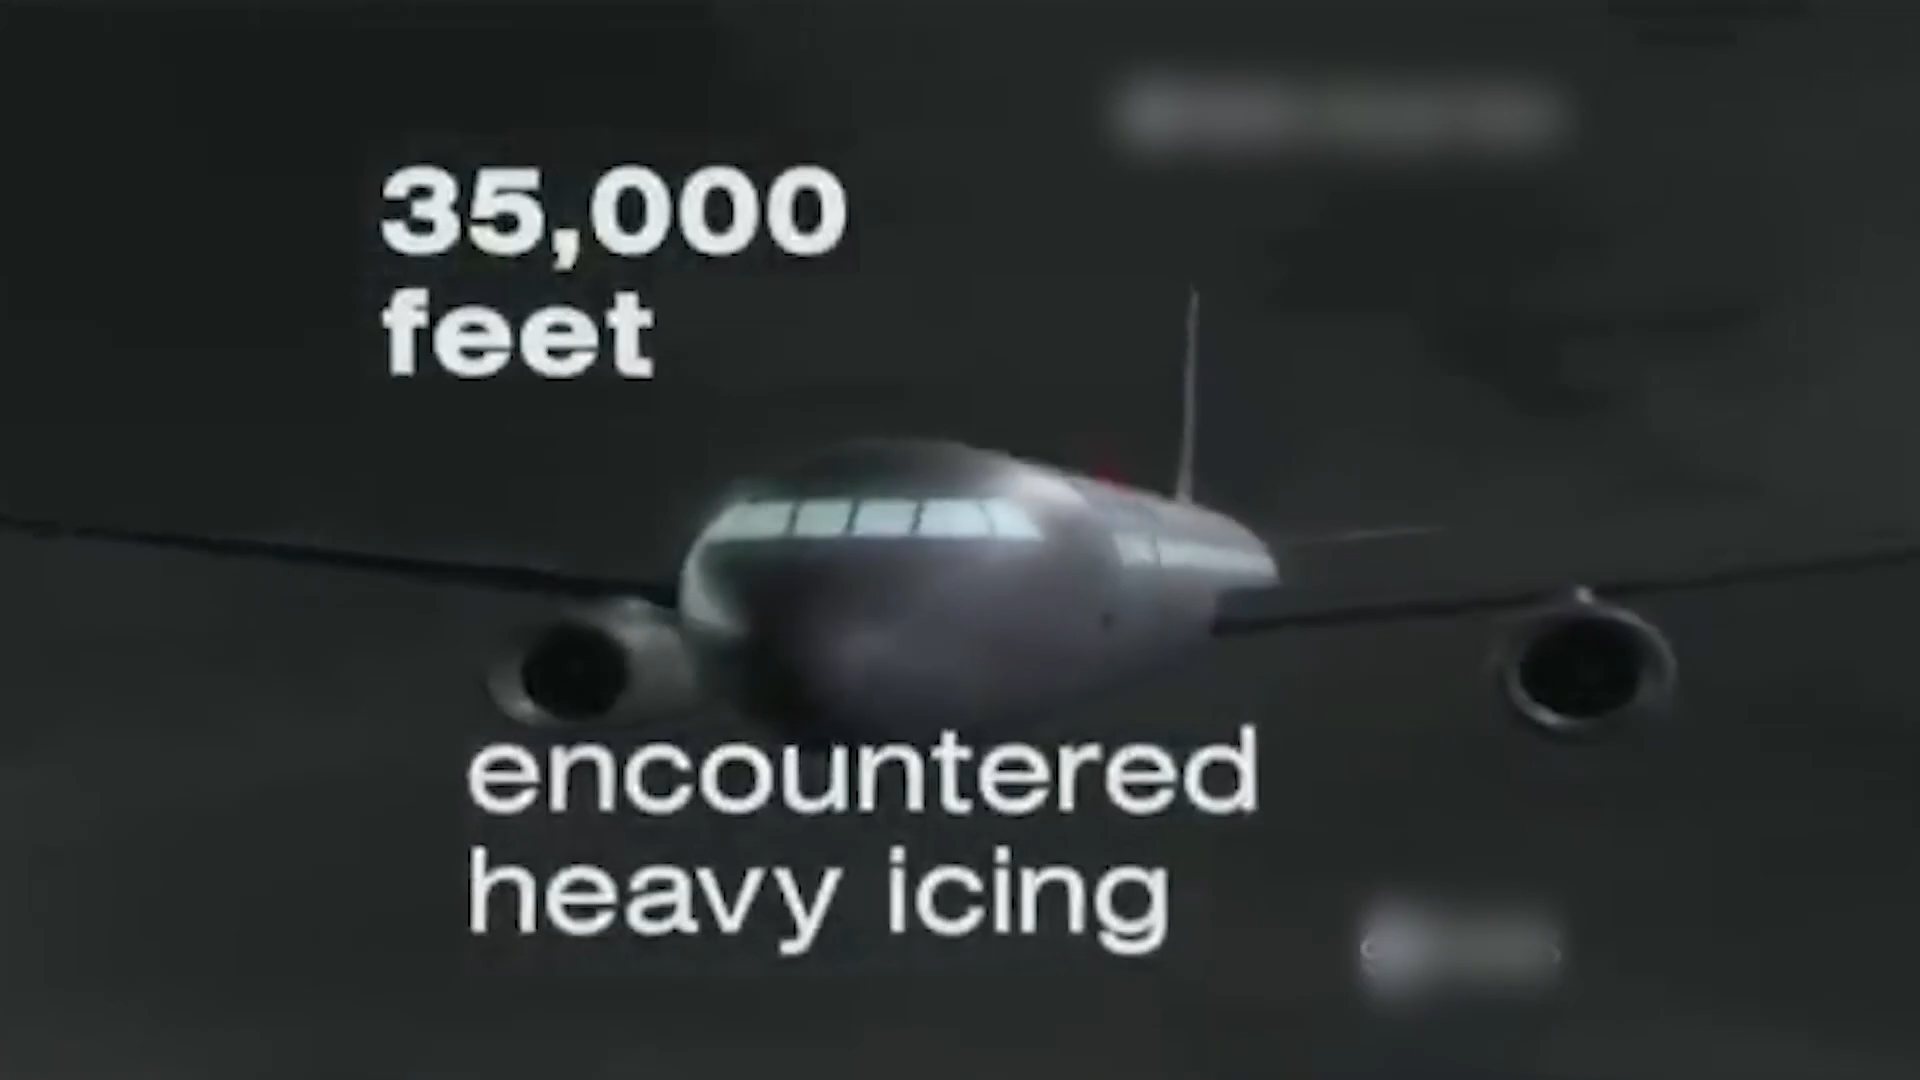 35,000
feet
encountered
heavy icing